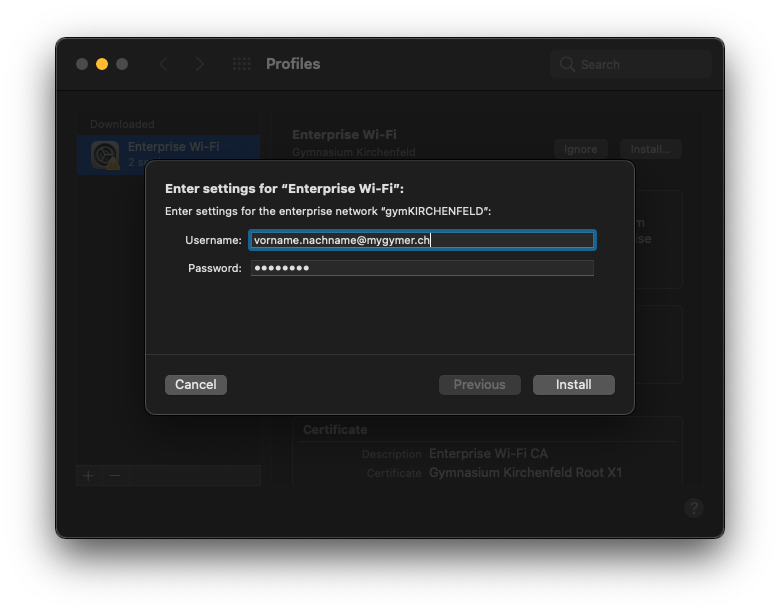 Profiles
Search
Downloaded
Enterprise Wi-Fi
Enterprise Wi-Fi
Gymnasium Kirchenfeld
Ignore
Install...
Enter settings for “Enterprise Wi-Fi”:
Enter settings for the enterprise network “gymKIRCHENFELD”:
Username: vorname.nachname@mygymer.ch
Password: ••••••••
Cancel
Previous
Install
Certificate
Description Enterprise Wi-Fi CA
Certificate Gymnasium Kirchenfeld Root X1
+ −
?